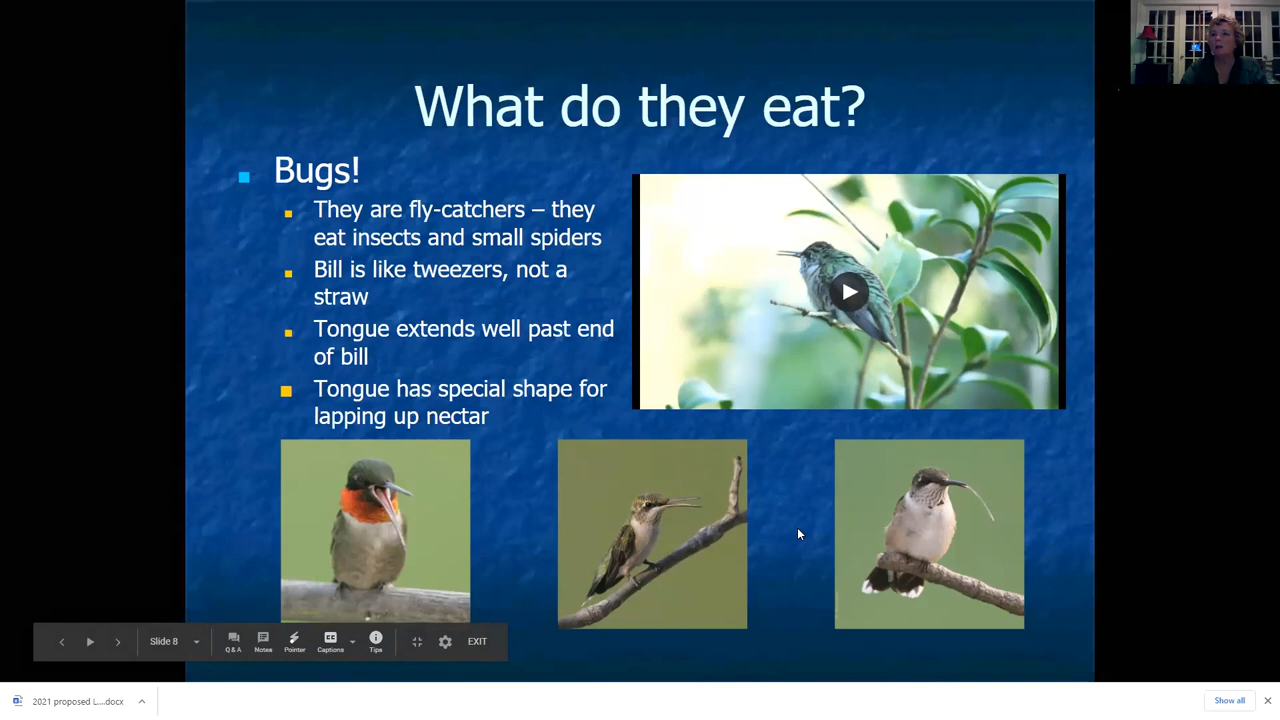 What do they eat?
Bugs!
They are fly-catchers – they
eat insects and small spiders
Bill is like tweezers, not a
straw
Tongue extends well past end
of bill
Tongue has special shape for
lapping up nectar
Slide 8
Q & A
Notes
Pointer
CC
Captions
Tips
EXIT
2021 proposed L....docx
Show all